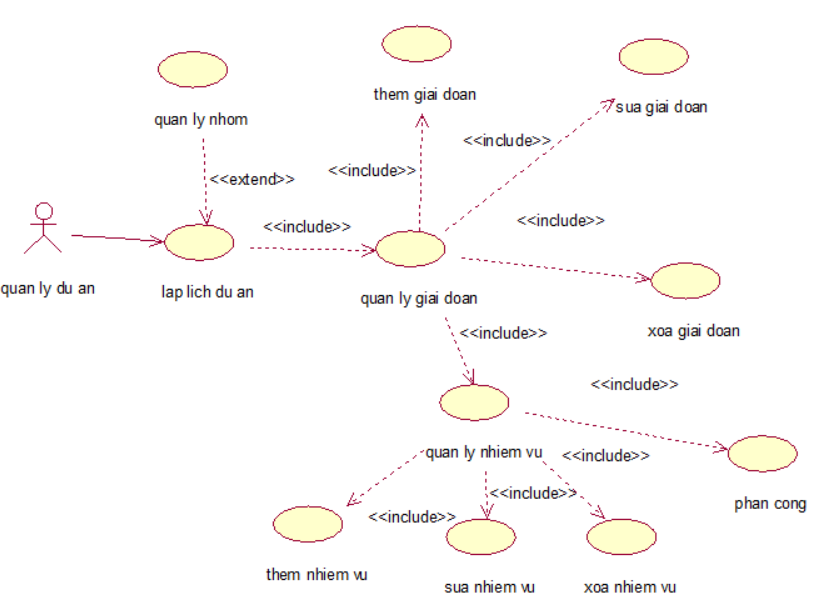 them giai doan
sua giai doan
quan ly nhom
<<include>>
<<include>>
<<extend>>
<<include>>
<<include>>
quan ly du an
lap lich du an
quan ly giai doan
xoa giai doan
<<include>>
<<include>>
quan ly nhiem vu
<<include>>
phan cong
<<include>>
<<include>>
them nhiem vu
sua nhiem vu
xoa nhiem vu